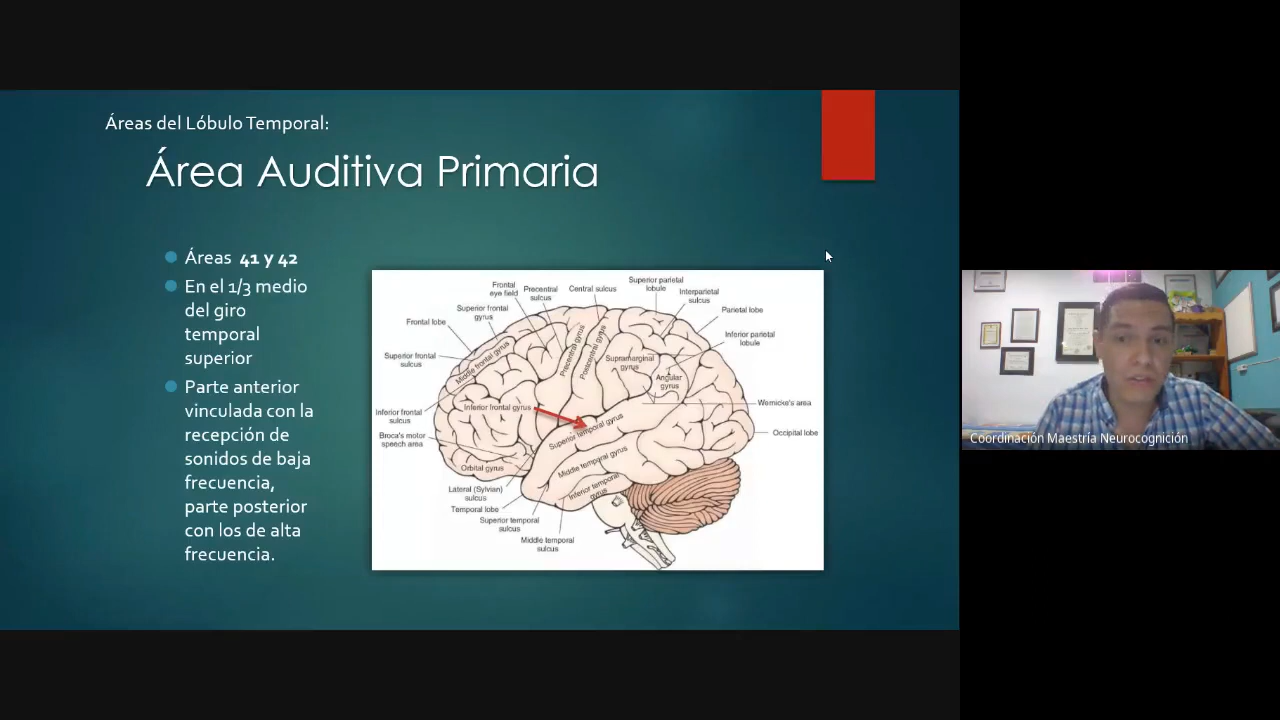 Áreas del Lóbulo Temporal:
Área Auditiva Primaria
Áreas 41 y 42
En el 1/3 medio
del giro
temporal
superior
Parte anterior
vinculada con la
recepción de
sonidos de baja
frecuencia,
parte posterior
con los de alta
frecuencia.
Frontal
eye field
Precentral
sulcus
Central sulcus
Superior parietal
lobule
Interparietal
sulcus
Parietal lobe
Inferior parietal
lobule
Superior frontal
gyrus
Frontal lobe
Superior frontal
sulcus
Middle frontal gyrus
Precentral gyrus
Postcentral gyrus
Supramarginal
gyrus
Angular
gyrus
Wernicke's area
Occipital lobe
Inferior frontal gyrus
Inferior frontal
sulcus
Broca's motor
speech area
Orbital gyrus
Superior temporal gyrus
Middle temporal gyrus
Inferior temporal
gyrus
Lateral (Sylvian)
sulcus
Temporal lobe
Superior temporal
sulcus
Middle temporal
sulcus
Coordinación Maestría Neurocognición